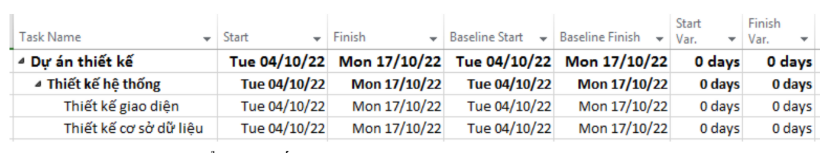 Task Name Start Finish Baseline Start Baseline Finish Start Var. Finish Var.
Dự án thiết kế Tue 04/10/22 Mon 17/10/22 Tue 04/10/22 Mon 17/10/22 0 days 0 days
Thiết kế hệ thống Tue 04/10/22 Mon 17/10/22 Tue 04/10/22 Mon 17/10/22 0 days 0 days
Thiết kế giao diện Tue 04/10/22 Mon 17/10/22 Tue 04/10/22 Mon 17/10/22 0 days 0 days
Thiết kế cơ sở dữ liệu Tue 04/10/22 Mon 17/10/22 Tue 04/10/22 Mon 17/10/22 0 days 0 days